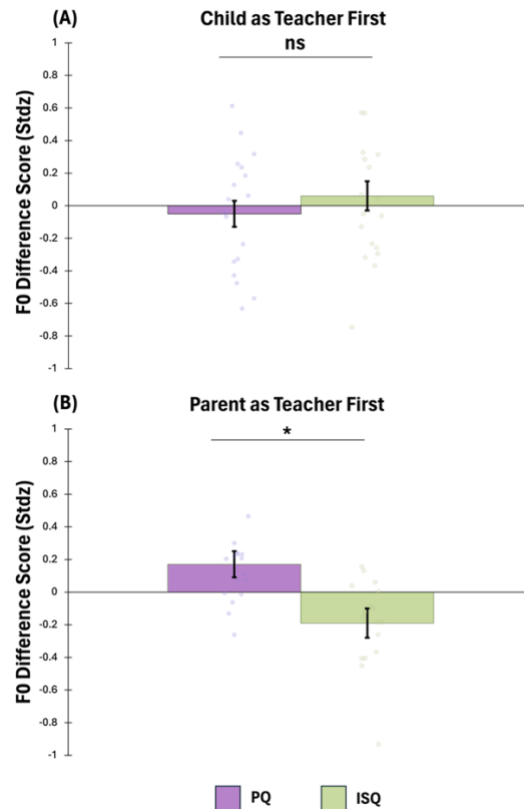 (A)
Child as Teacher First
ns
F0 Difference Score (Stdz)
1
0.8
0.6
0.4
0.2
0
-0.2
-0.4
-0.6
-0.8
-1
(B)
Parent as Teacher First
*
F0 Difference Score (Stdz)
1
0.8
0.6
0.4
0.2
0
-0.2
-0.4
-0.6
-0.8
-1
PQ
ISQ